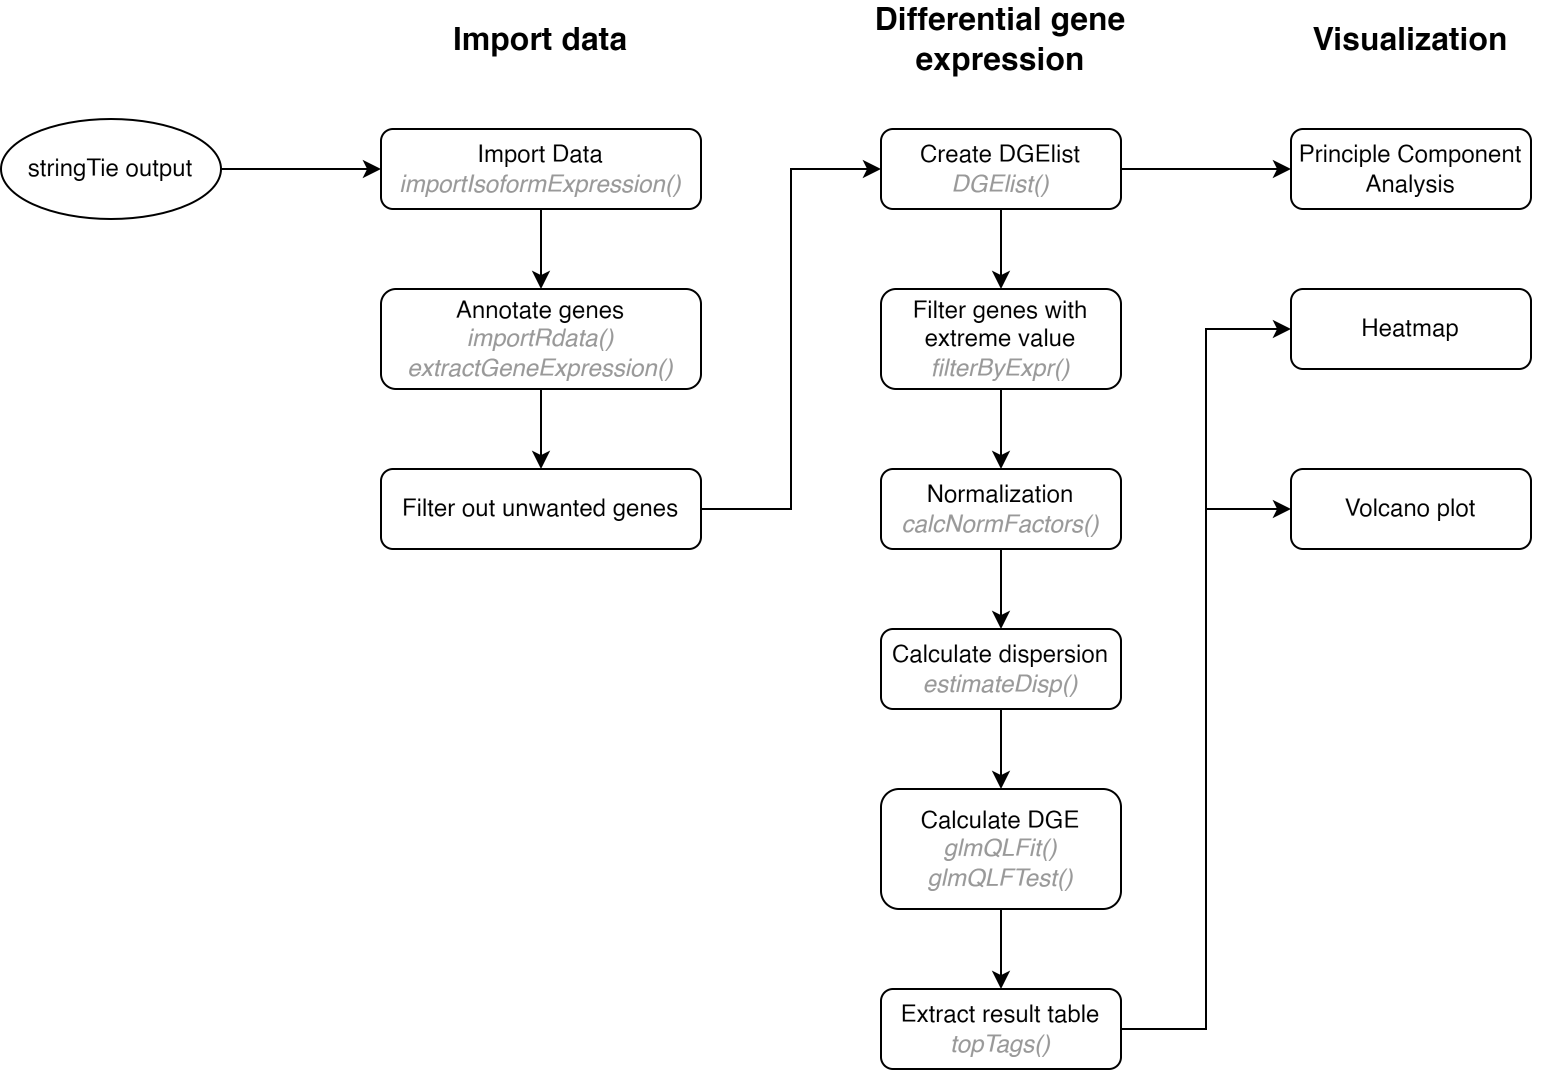 Import data
Differential gene
expression
Visualization
stringTie output
Import Data
importIsoformExpression()
Annotate genes
importRdata()
extractGeneExpression()
Filter out unwanted genes
Create DGElist
DGElist()
Filter genes with
extreme value
filterByExpr()
Normalization
calcNormFactors()
Calculate dispersion
estimateDisp()
Calculate DGE
glmQLFit()
glmQLFTest()
Extract result table
topTags()
Principle Component
Analysis
Heatmap
Volcano plot